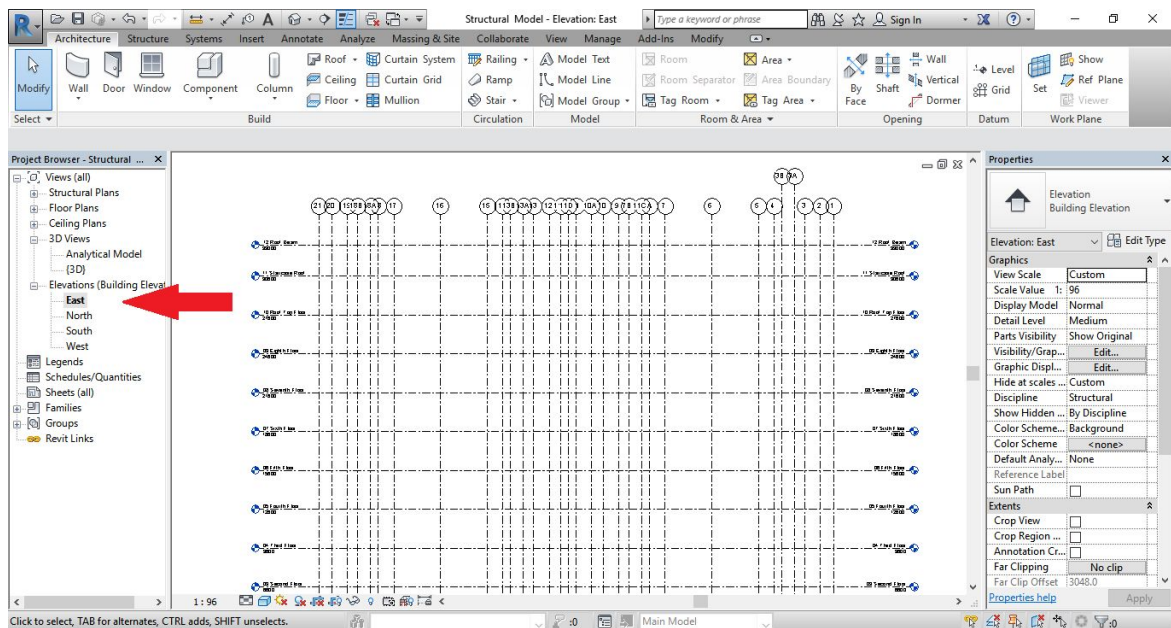 Structural Model - Elevation: East
Type a keyword or phrase
Sign In
Architecture Structure Systems Insert Annotate Analyze Massing & Site Collaborate View Manage Add-Ins Modify
Modify
Wall Door Window Component Column
Roof Curtain System
Ceiling Curtain Grid
Floor Mullion
Railing
Ramp
Stair
Model Text
Model Line
Model Group
Room
Room Separator
Tag Room
Area
Area Boundary
Tag Area
By Face
Shaft
Wall
Vertical
Dormer
Level
Grid
Set
Show
Ref Plane
Viewer
Select Build Circulation Model Room & Area Opening Datum Work Plane
Project Browser - Structural ...
Views (all)
Structural Plans
Floor Plans
Ceiling Plans
3D Views
Analytical Model
{3D}
Elevations (Building Elevat
East
North
South
West
Legends
Schedules/Quantities
Sheets (all)
Families
Groups
Revit Links
17 16 7 6 5 4 3 2 1
Properties
Elevation
Building Elevation
Elevation: East Edit Type
Graphics
View Scale Custom
Scale Value 1: 96
Display Model Normal
Detail Level Medium
Parts Visibility Show Original
Visibility/Grap... Edit...
Graphic Displ... Edit...
Hide at scales ... Custom
Discipline Structural
Show Hidden ... By Discipline
Color Scheme... Background
Color Scheme <none>
Default Analy... None
Reference Label
Sun Path
Extents
Crop View
Crop Region ...
Annotation Cr...
Far Clipping No clip
Far Clip Offset 3048.0
Properties help Apply
1 : 96
Click to select, TAB for alternates, CTRL adds, SHIFT unselects.
:0 Main Model :0